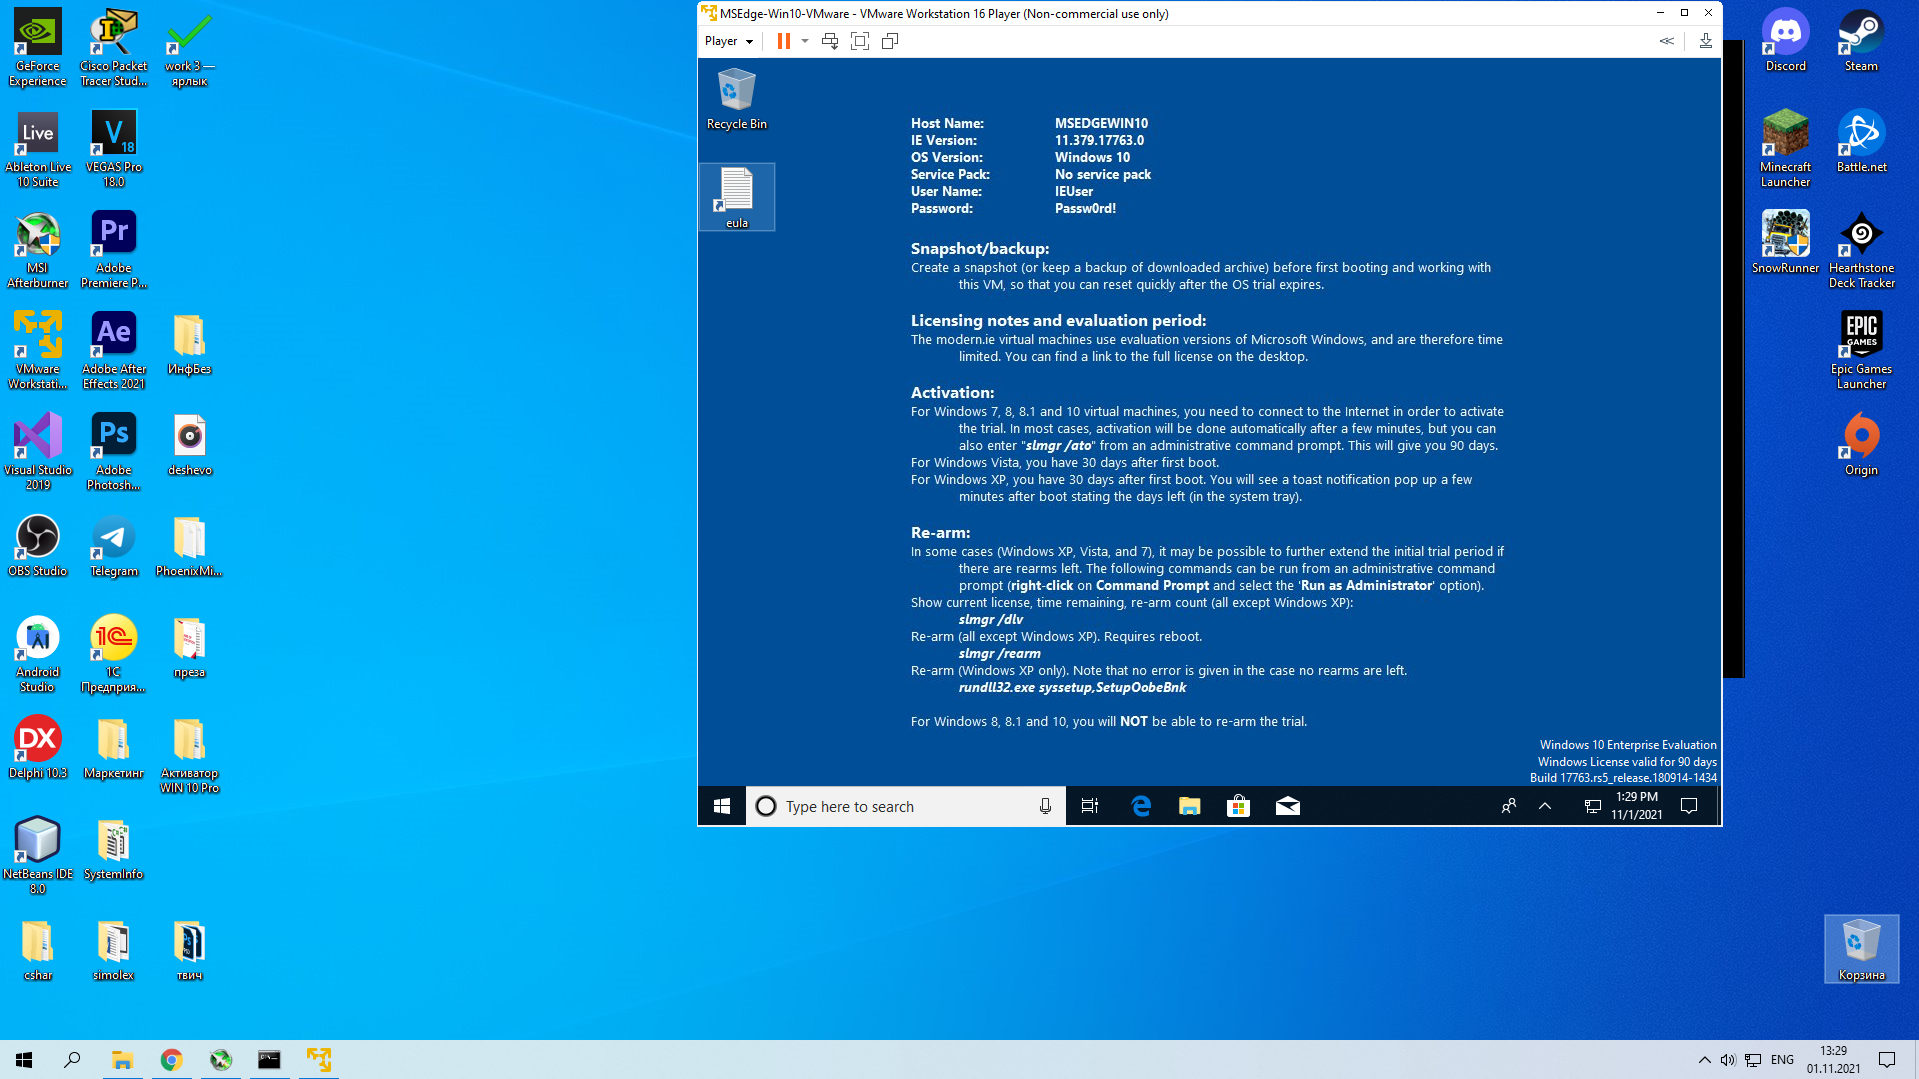 GeForce
Experience
Cisco Packet
Tracer Stud...
work 3 —
ярлык
Live
Ableton Live
10 Suite
V
18
VEGAS Pro
18.0
MSI
Afterburner
Pr
Adobe
Premiere P...
VMware
Workstati...
Ae
Adobe After
Effects 2021
ИнфБез
Visual Studio
2019
Ps
Adobe
Photosh...
deshevo
OBS Studio
Telegram
PhoenixMi...
Android
Studio
1С
1С
Предприя...
преза
DX
Delphi 10.3
Маркетинг
Активатор
WIN 10 Pro
NetBeans IDE
8.0
SystemInfo
cshar
simolex
твич
MSEdge-Win10-VMware - VMware Workstation 16 Player (Non-commercial use only)
Player
Recycle Bin
eula
Host Name: MSEDGEWIN10
IE Version: 11.379.17763.0
OS Version: Windows 10
Service Pack: No service pack
User Name: IEUser
Password: Passw0rd!
Snapshot/backup:
Create a snapshot (or keep a backup of downloaded archive) before first booting and working with
this VM, so that you can reset quickly after the OS trial expires.
Licensing notes and evaluation period:
The modern.ie virtual machines use evaluation versions of Microsoft Windows, and are therefore time
limited. You can find a link to the full license on the desktop.
Activation:
For Windows 7, 8, 8.1 and 10 virtual machines, you need to connect to the Internet in order to activate
the trial. In most cases, activation will be done automatically after a few minutes, but you can
also enter "slmgr /ato" from an administrative command prompt. This will give you 90 days.
For Windows Vista, you have 30 days after first boot.
For Windows XP, you have 30 days after first boot. You will see a toast notification pop up a few
minutes after boot stating the days left (in the system tray).
Re-arm:
In some cases (Windows XP, Vista, and 7), it may be possible to further extend the initial trial period if
there are rearms left. The following commands can be run from an administrative command
prompt (right-click on Command Prompt and select the 'Run as Administrator' option).
Show current license, time remaining, re-arm count (all except Windows XP):
slmgr /dlv
Re-arm (all except Windows XP). Requires reboot.
slmgr /rearm
Re-arm (Windows XP only). Note that no error is given in the case no rearms are left.
rundll32.exe syssetup,SetupOobeBnk
For Windows 8, 8.1 and 10, you will NOT be able to re-arm the trial.
Windows 10 Enterprise Evaluation
Windows License valid for 90 days
Build 17763.rs5_release.180914-1434
Type here to search
1:29 PM
11/1/2021
Discord
Steam
Minecraft
Launcher
Battle.net
SnowRunner
Hearthstone
Deck Tracker
EPIC
GAMES
Epic Games
Launcher
Origin
Корзина
ENG
13:29
01.11.2021